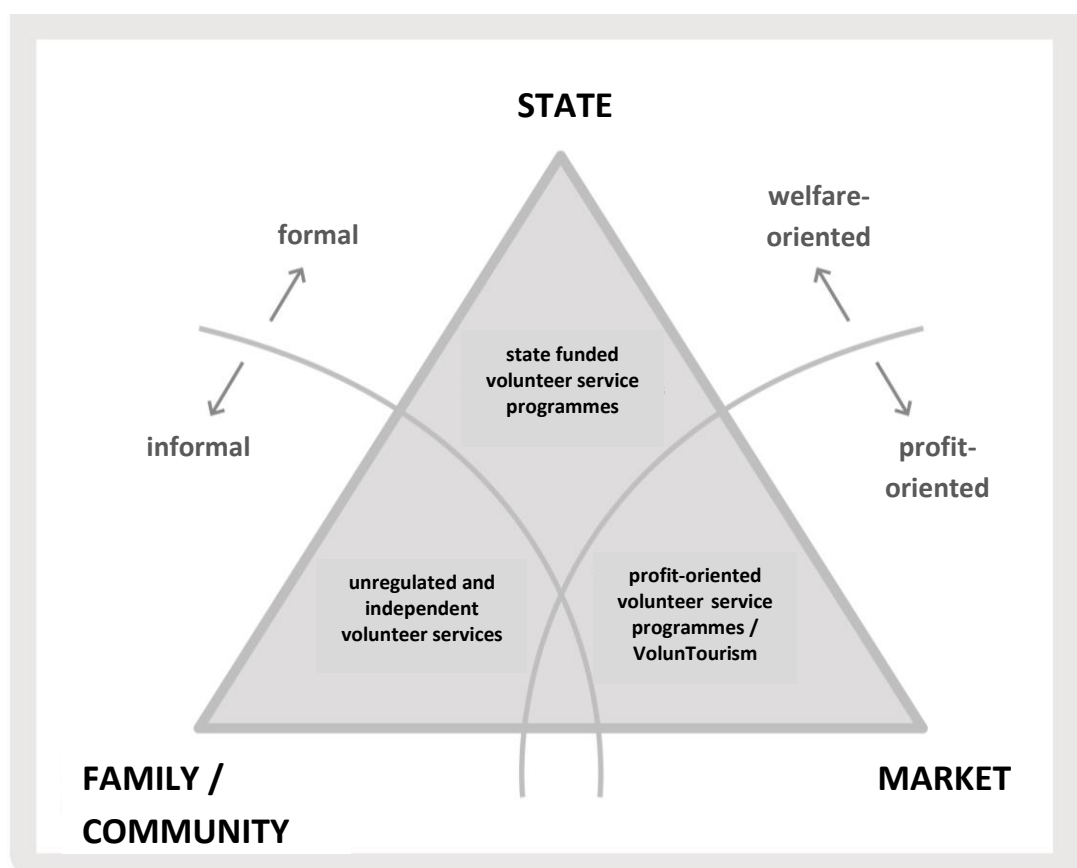 STATE
welfare-
oriented
formal
state funded
volunteer service
programmes
informal
profit-
oriented
unregulated and
independent
volunteer services
profit-oriented
volunteer service
programmes /
VolunTourism
FAMILY /
COMMUNITY
MARKET